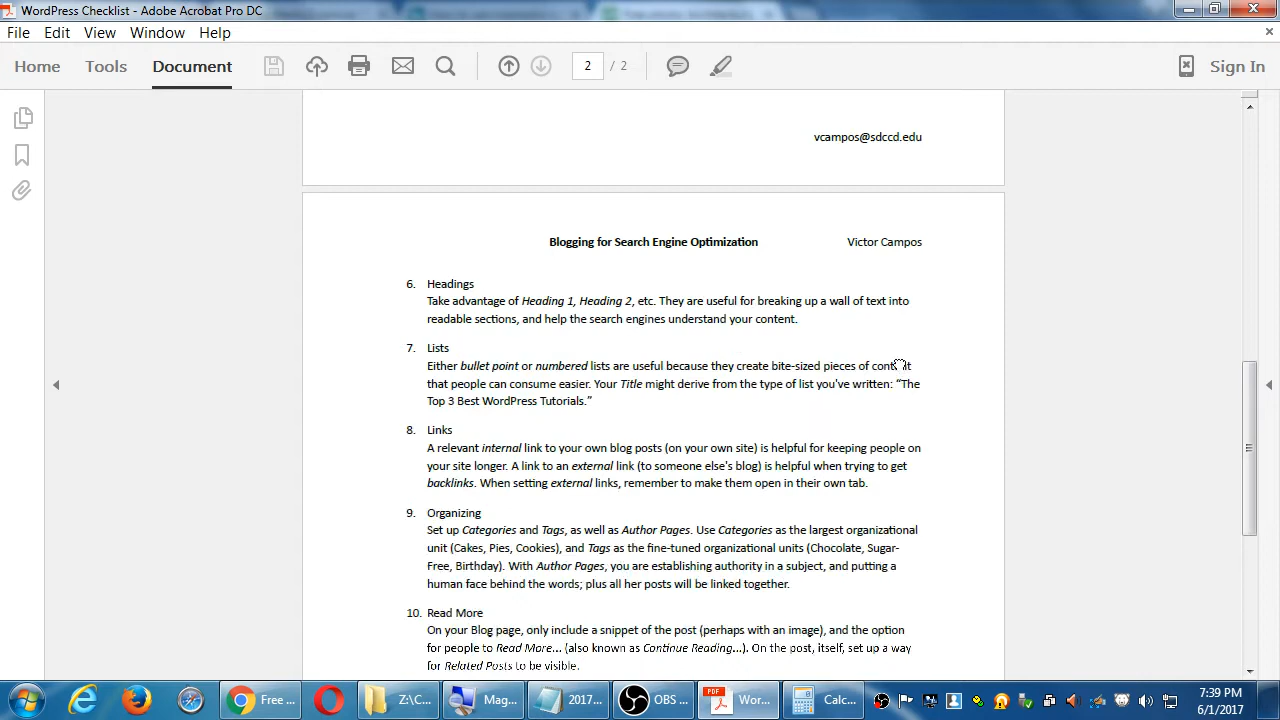 WordPress Checklist - Adobe Acrobat Pro DC
File Edit View Window Help
Home Tools Document 2 / 2 Sign In
vcampos@sdccd.edu
Blogging for Search Engine Optimization Victor Campos
6. Headings
Take advantage of Heading 1, Heading 2, etc. They are useful for breaking up a wall of text into
readable sections, and help the search engines understand your content.
7. Lists
Either bullet point or numbered lists are useful because they create bite-sized pieces of content
that people can consume easier. Your Title might derive from the type of list you've written: “The
Top 3 Best WordPress Tutorials.”
8. Links
A relevant internal link to your own blog posts (on your own site) is helpful for keeping people on
your site longer. A link to an external link (to someone else's blog) is helpful when trying to get
backlinks. When setting external links, remember to make them open in their own tab.
9. Organizing
Set up Categories and Tags, as well as Author Pages. Use Categories as the largest organizational
unit (Cakes, Pies, Cookies), and Tags as the fine-tuned organizational units (Chocolate, Sugar-
Free, Birthday). With Author Pages, you are establishing authority in a subject, and putting a
human face behind the words; plus all her posts will be linked together.
10. Read More
On your Blog page, only include a snippet of the post (perhaps with an image), and the option
for people to Read More... (also known as Continue Reading...). On the post, itself, set up a way
for Related Posts to be visible.
Free ... Z:\C... Mag... 2017... OBS ... PDF Wor... Calc... 7:39 PM
6/1/2017